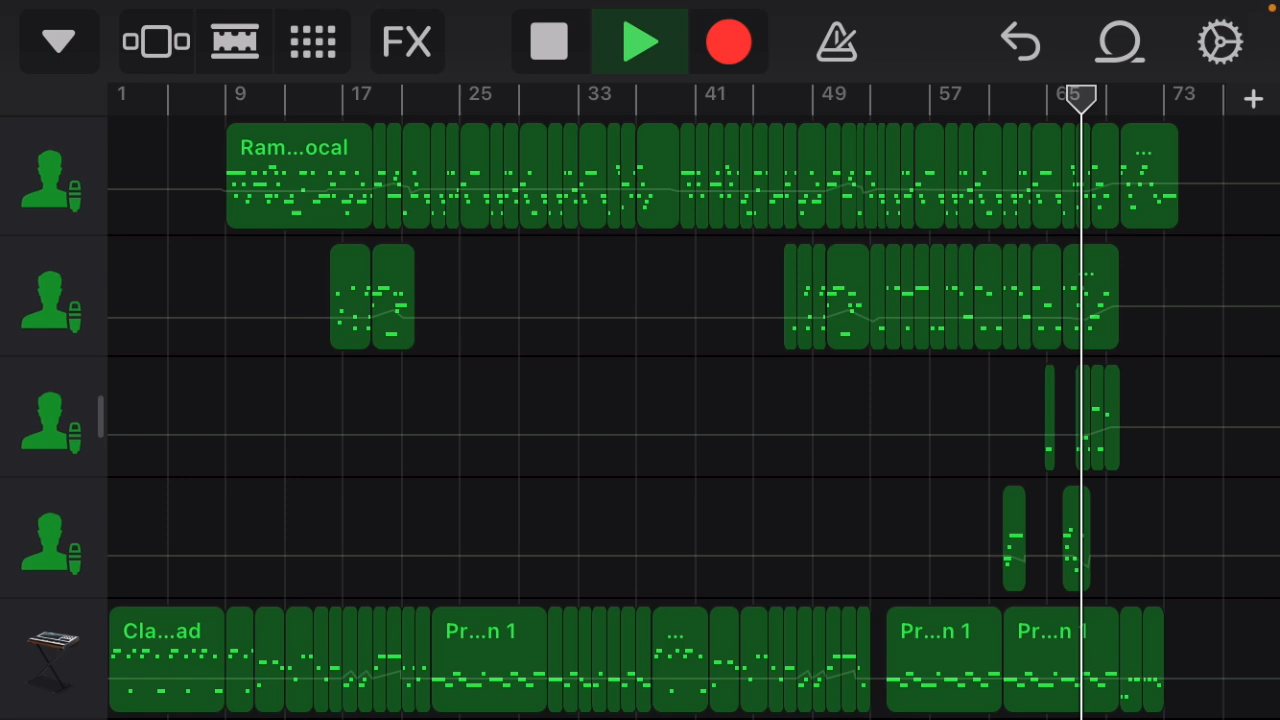 FX
1 9 17 25 33 41 49 57 65 73 +
Ram...ocal
...
...
Cla...ad Pr...n 1 ... Pr...n 1 Pr...n 1